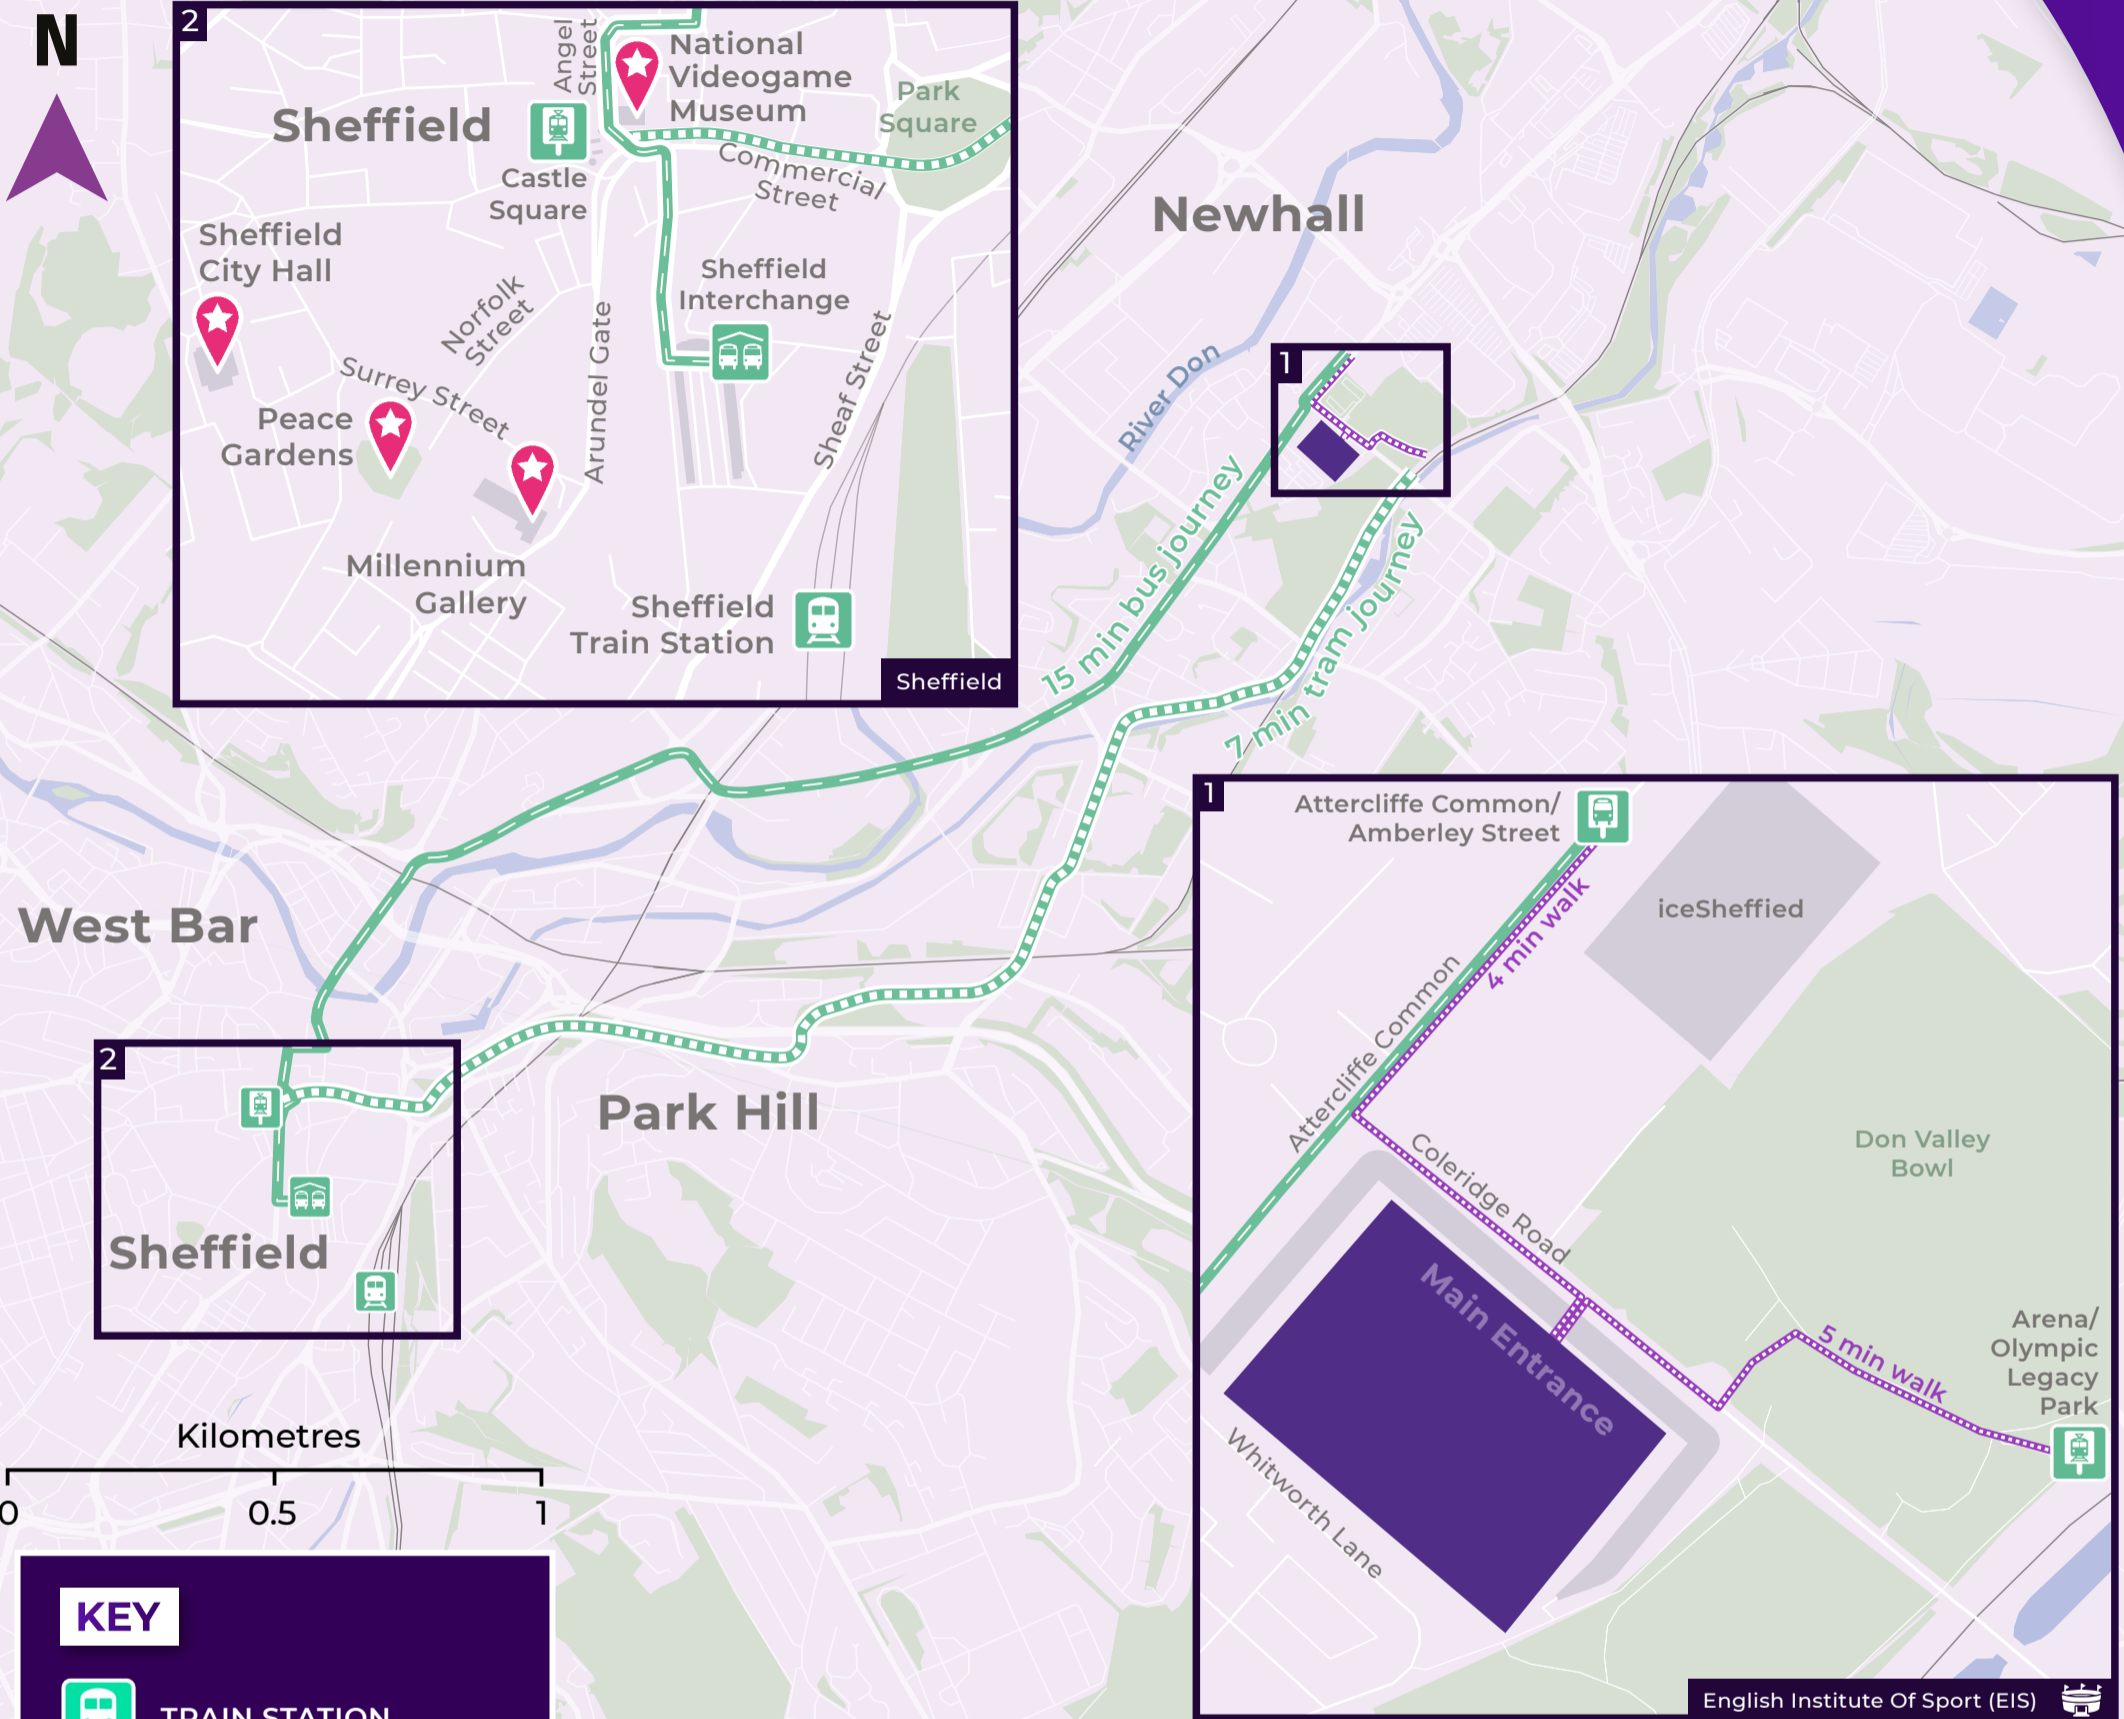 N
2
Angel
Street
National
Videogame
Museum
Park
Square
Sheffield
Castle
Square
Commercial
Street
Sheffield
City Hall
Sheffield
Interchange
Norfolk
Street
Surrey Street
Arundel Gate
Sheaf Street
Peace
Gardens
Millennium
Gallery
Sheffield
Train Station
Sheffield
Newhall
River Don
1
15 min bus journey
7 min tram journey
West Bar
2
Sheffield
Park Hill
1
Attercliffe Common/
Amberley Street
iceSheffied
4 min walk
Attercliffe Common
Coleridge Road
Don Valley
Bowl
Main Entrance
5 min walk
Arena/
Olympic
Legacy
Park
Whitworth Lane
English Institute Of Sport (EIS)
Kilometres
0
0.5
1
KEY
TRAIN STATION